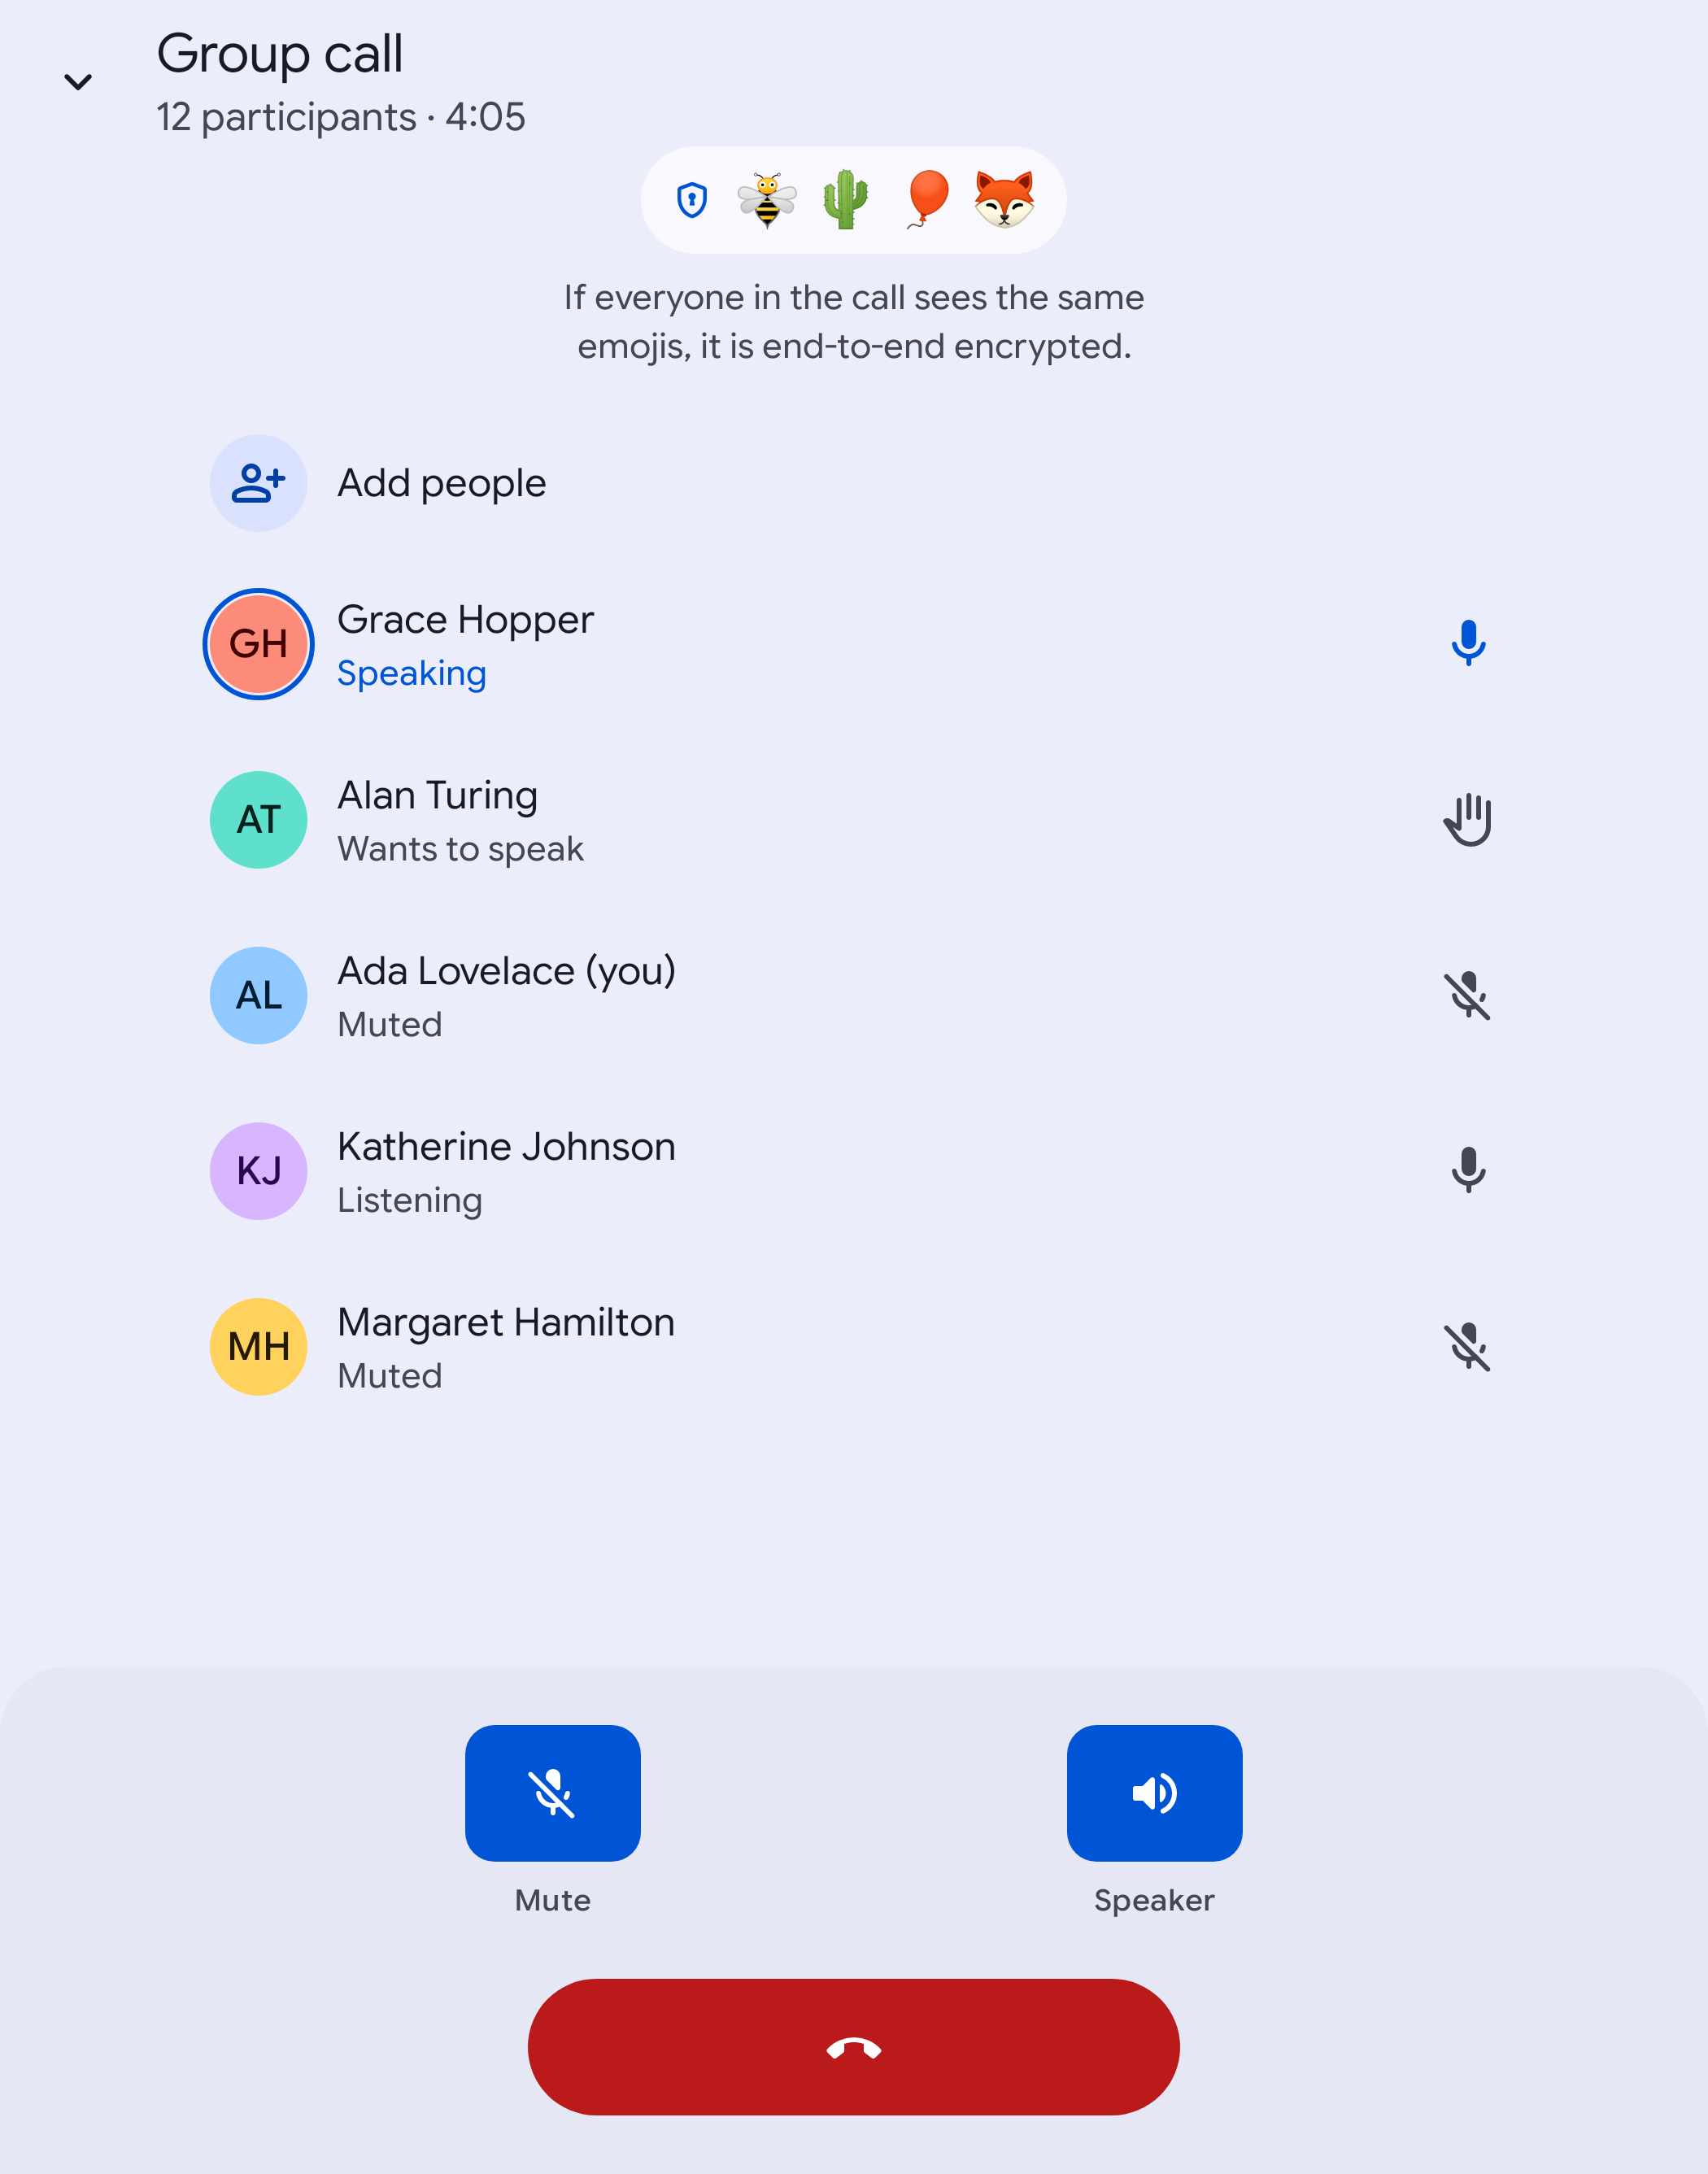 Group call
12 participants · 4:05
If everyone in the call sees the same
emojis, it is end-to-end encrypted.
Add people
GH
Grace Hopper
Speaking
AT
Alan Turing
Wants to speak
AL
Ada Lovelace (you)
Muted
KJ
Katherine Johnson
Listening
MH
Margaret Hamilton
Muted
Mute
Speaker